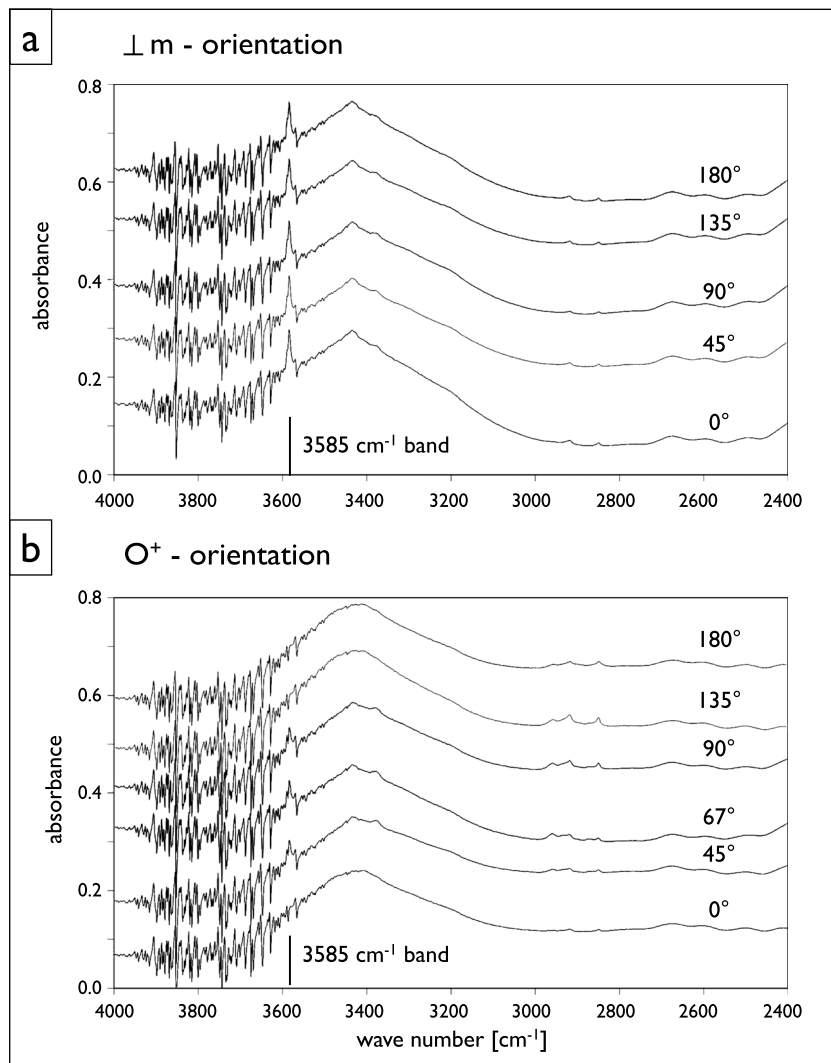 a
⊥ m - orientation
0.8
0.6
0.4
0.2
0.0
absorbance
180°
135°
90°
45°
0°
3585 cm⁻¹ band
4000 3800 3600 3400 3200 3000 2800 2600 2400
b
O⁺ - orientation
0.8
0.6
0.4
0.2
0.0
absorbance
180°
135°
90°
67°
45°
0°
3585 cm⁻¹ band
4000 3800 3600 3400 3200 3000 2800 2600 2400
wave number [cm⁻¹]